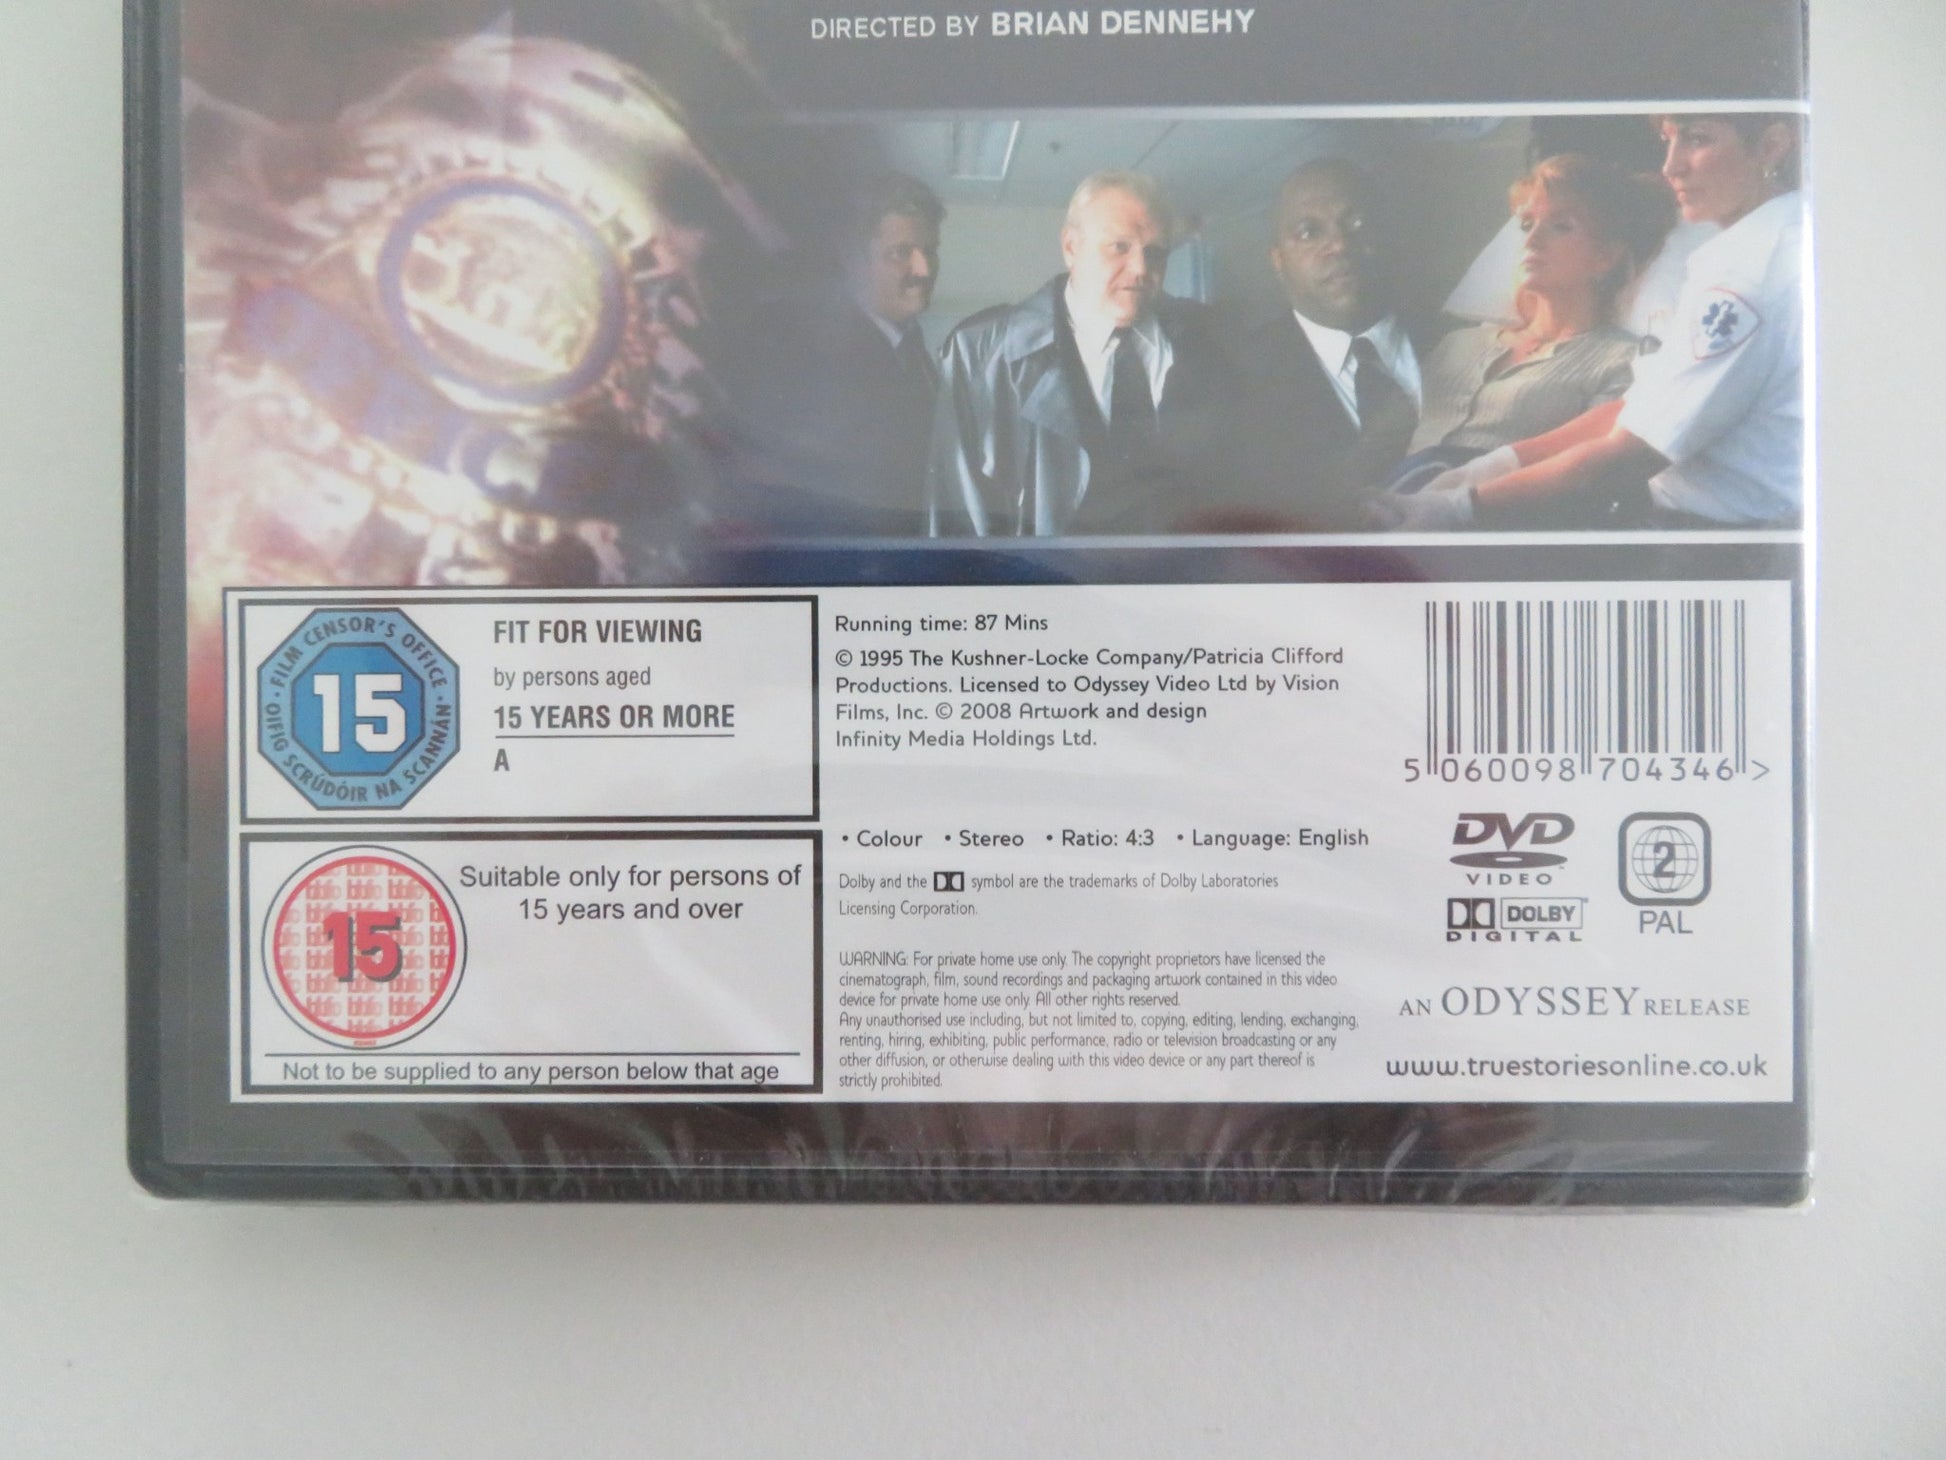 DIRECTED BY BRIAN DENNEHY
· FILM CENSOR'S OFFICE ·
OIFIG SCRÚDÓIR NA SCANNÁN
15
FIT FOR VIEWING
by persons aged
15 YEARS OR MORE
A
15
Suitable only for persons of
15 years and over
Not to be supplied to any person below that age
Running time: 87 Mins
© 1995 The Kushner-Locke Company/Patricia Clifford
Productions. Licensed to Odyssey Video Ltd by Vision
Films, Inc. © 2008 Artwork and design
Infinity Media Holdings Ltd.
• Colour • Stereo • Ratio: 4:3 • Language: English
Dolby and the symbol are the trademarks of Dolby Laboratories
Licensing Corporation.
WARNING: For private home use only. The copyright proprietors have licensed the
cinematograph, film, sound recordings and packaging artwork contained in this video
device for private home use only. All other rights reserved.
Any unauthorised use including, but not limited to, copying, editing, lending, exchanging,
renting, hiring, exhibiting, public performance, radio or television broadcasting or any
other diffusion, or otherwise dealing with this video device or any part thereof is
strictly prohibited.
5 060098 704346 >
DVD
VIDEO™
DOLBY™
DIGITAL
2
PAL
AN ODYSSEY RELEASE
www.truestoriesonline.co.uk